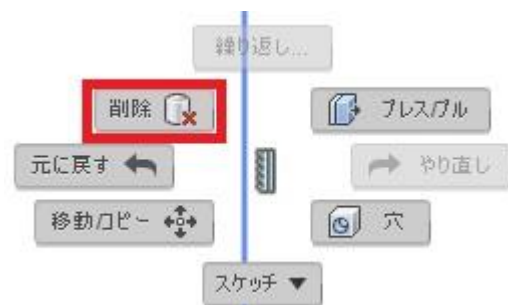 繰り返し...
削除
プレス/プル
元に戻す
やり直し
移動/コピー
穴
スケッチ